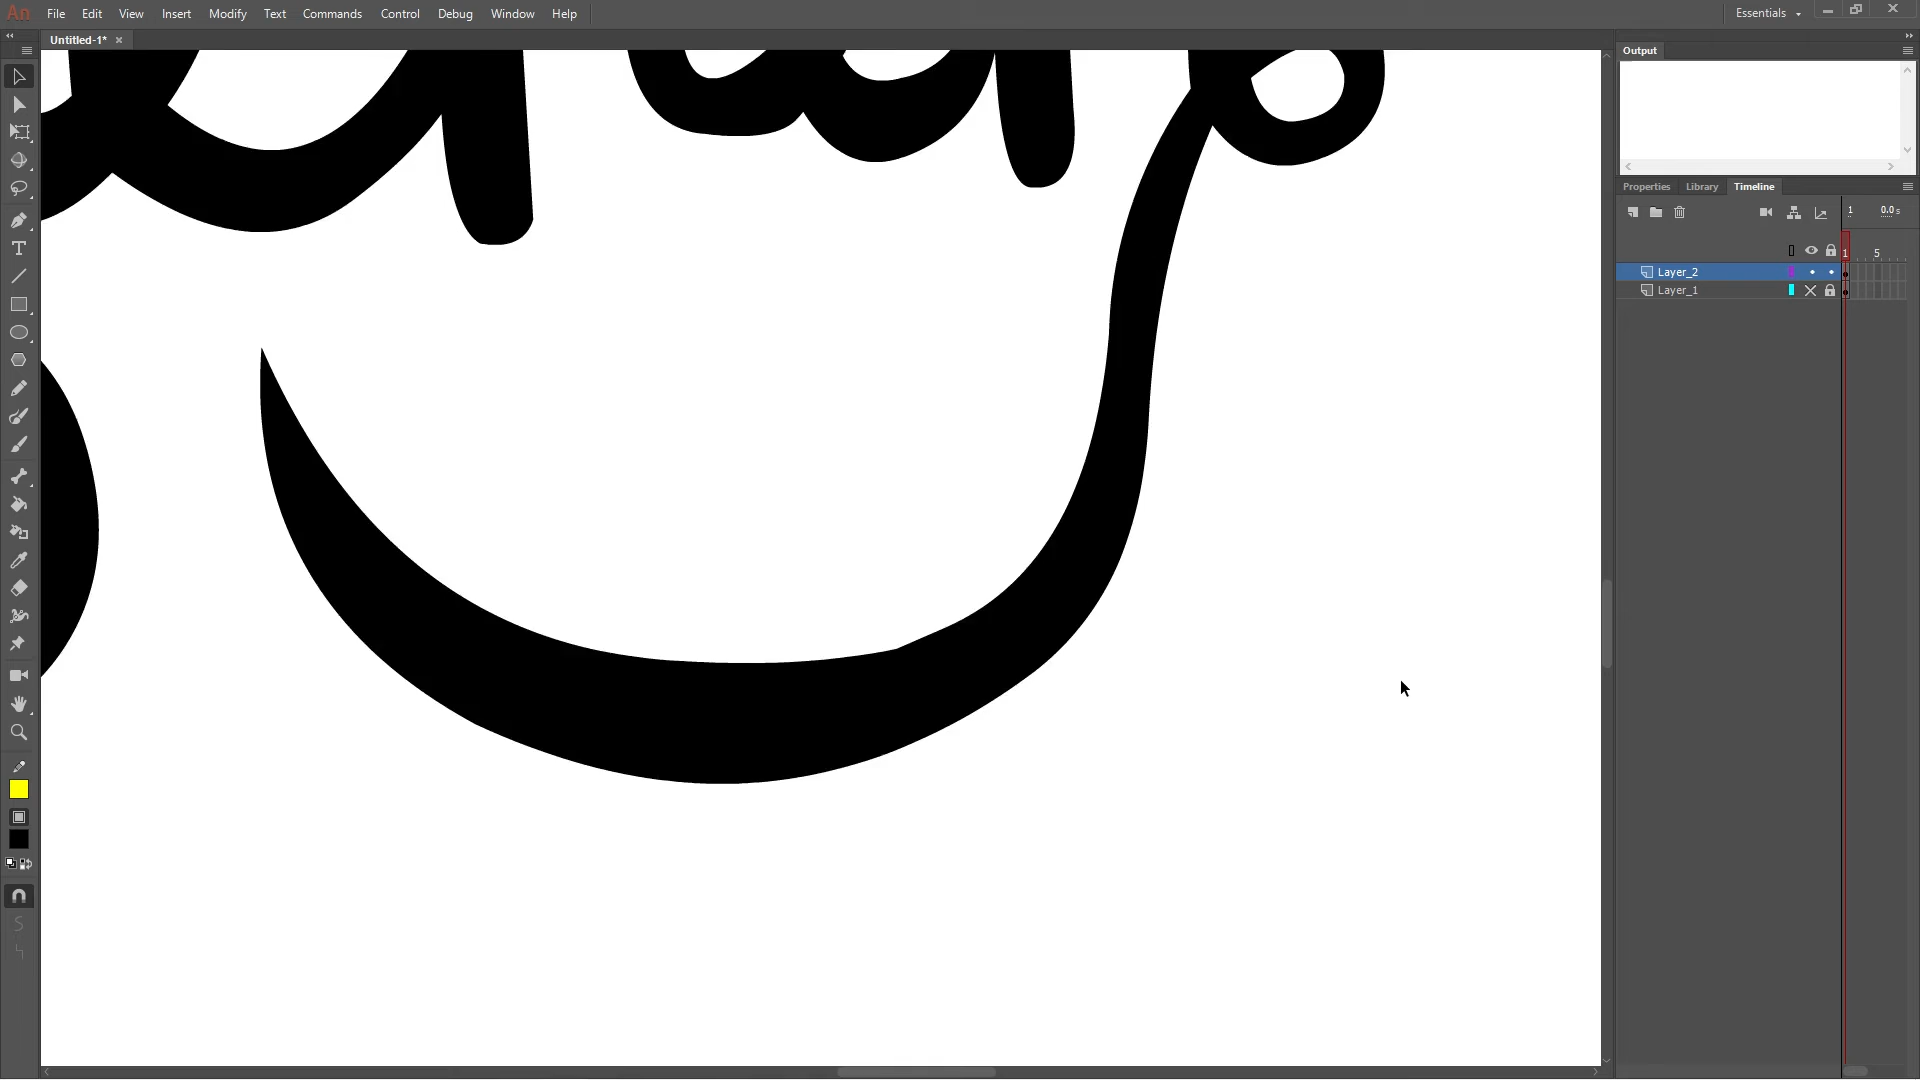 An File Edit View Insert Modify Text Commands Control Debug Window Help Essentials
Untitled-1*
Output
Properties Library Timeline
1 0.0 s
1 5
Layer_2
Layer_1